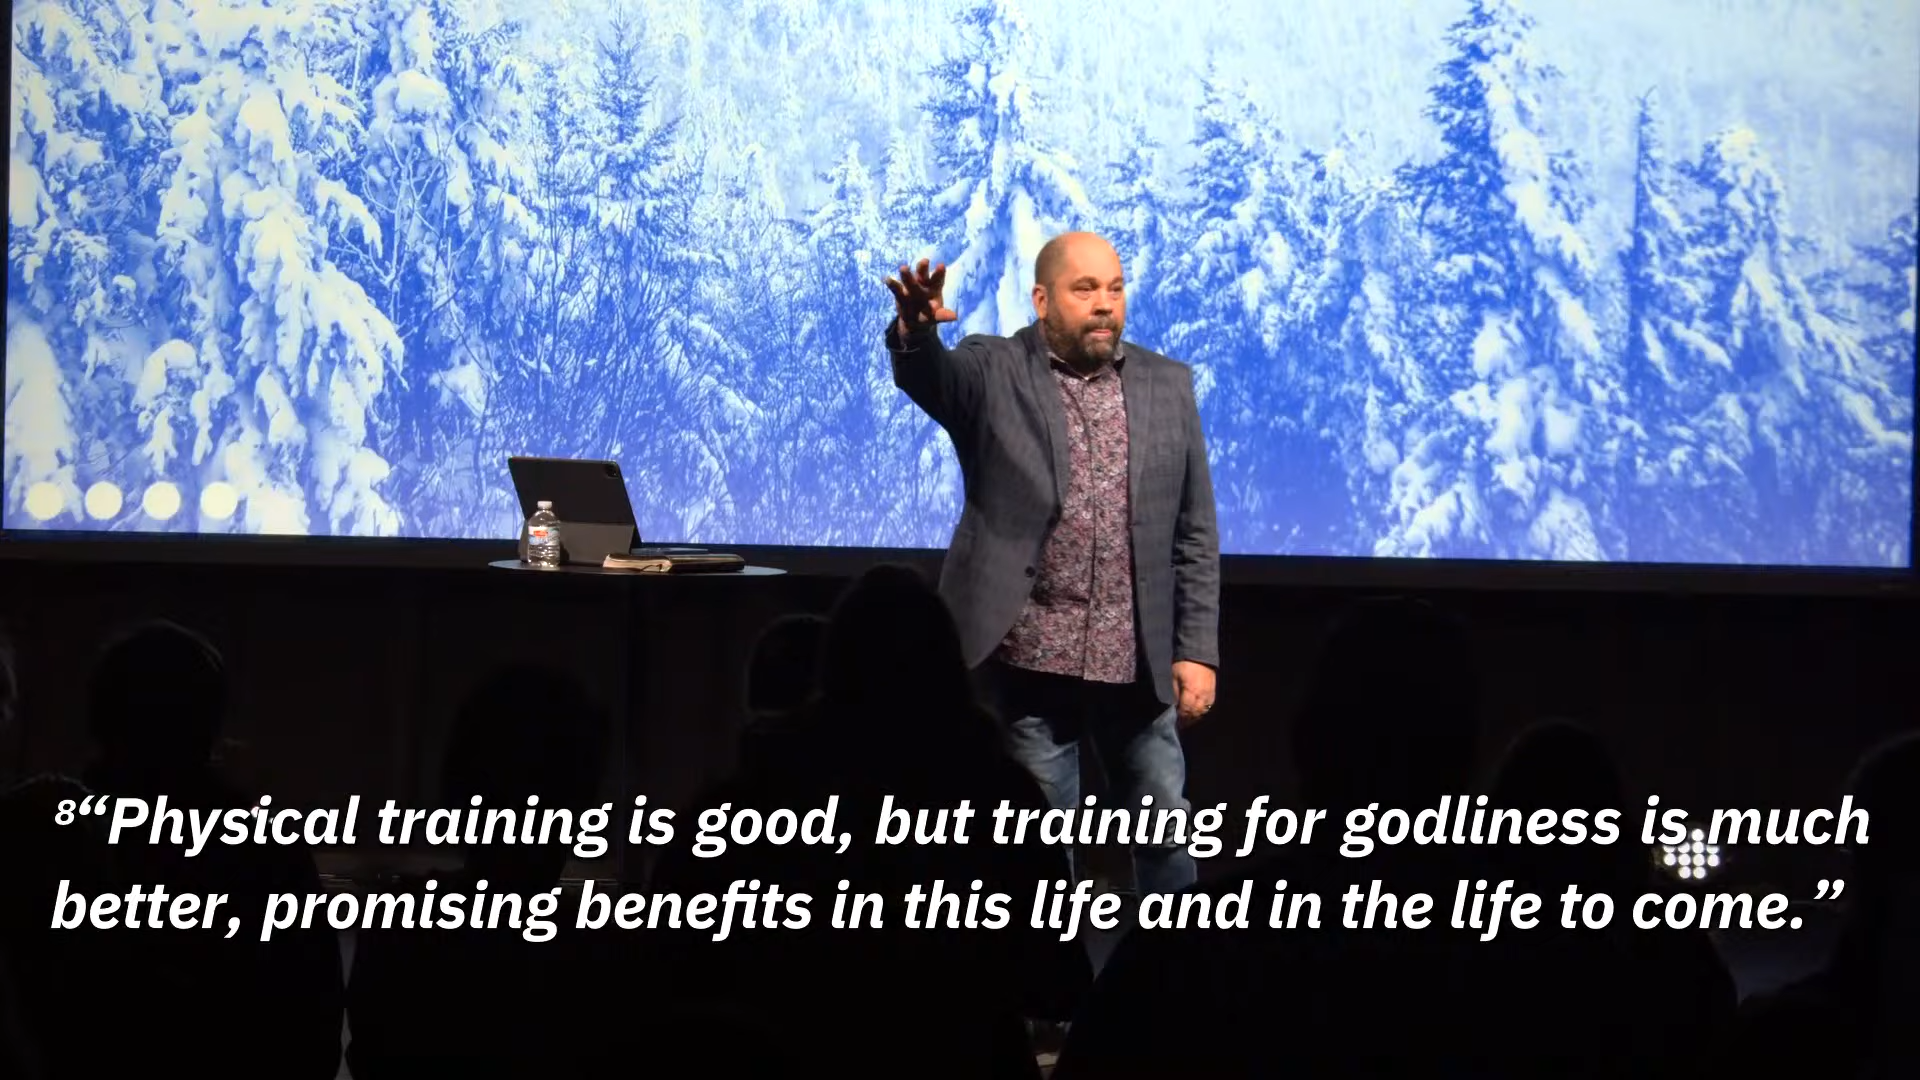 8“Physical training is good, but training for godliness is much
better, promising benefits in this life and in the life to come.”